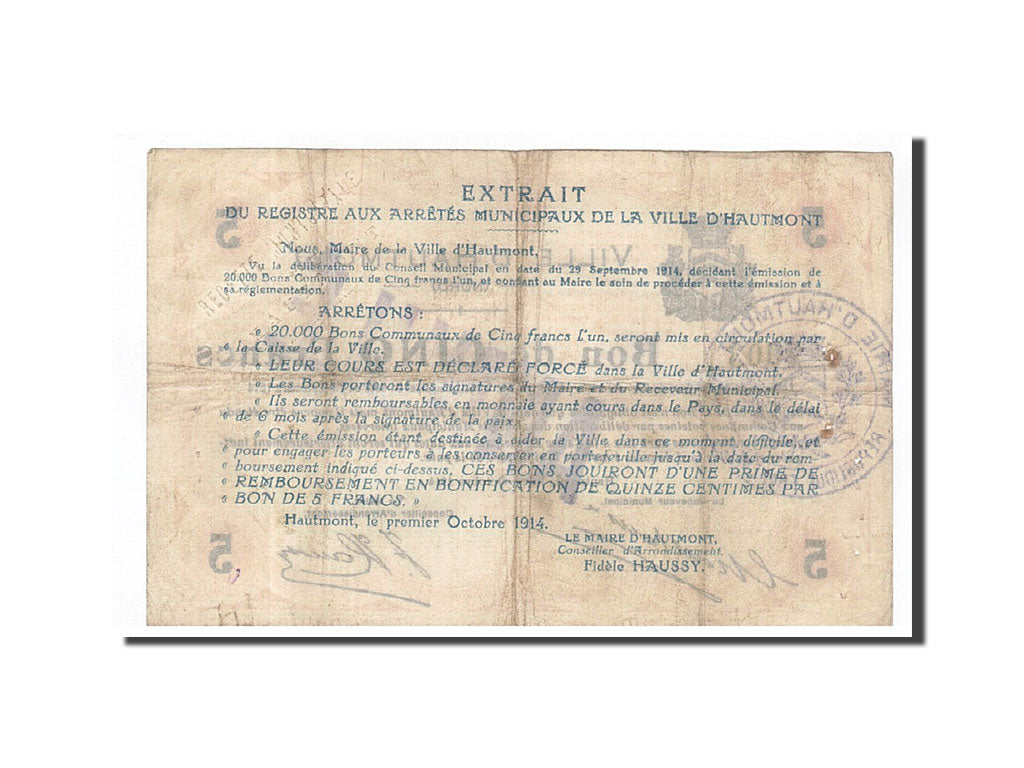 EXTRAIT
DU REGISTRE AUX ARRÊTÉS MUNICIPAUX DE LA VILLE D'HAUTMONT
Nous, Maire de la Ville d'Hautmont,
Vu la délibération du Conseil Municipal en date du 29 Septembre 1914, décidant l'émission de
20.000 Bons Communaux de Cinq francs l'un, et confiant au Maire le soin de procéder à cette émission et à
sa réglementation.
ARRÊTONS :
« 20.000 Bons Communaux de Cinq francs l'un, seront mis en circulation par
« la Caisse de la Ville.
« LEUR COURS EST DÉCLARÉ FORCÉ dans la Ville d'Hautmont.
« Les Bons porteront les signatures du Maire et du Receveur Municipal.
« Ils seront remboursables en monnaie ayant cours dans le Pays, dans le délai
« de 6 mois après la signature de la paix.
« Cette émission étant destinée à aider la Ville dans ce moment difficile, et
« pour engager les porteurs à les conserver en portefeuille jusqu'à la date du rem-
« boursement indiqué ci-dessus, CES BONS JOUIRONT D'UNE PRIME DE
« REMBOURSEMENT EN BONIFICATION DE QUINZE CENTIMES PAR
« BON DE 5 FRANCS. »
Hautmont, le premier Octobre 1914.
LE MAIRE D'HAUTMONT,
Conseiller d'Arrondissement.
Fidèle HAUSSY.